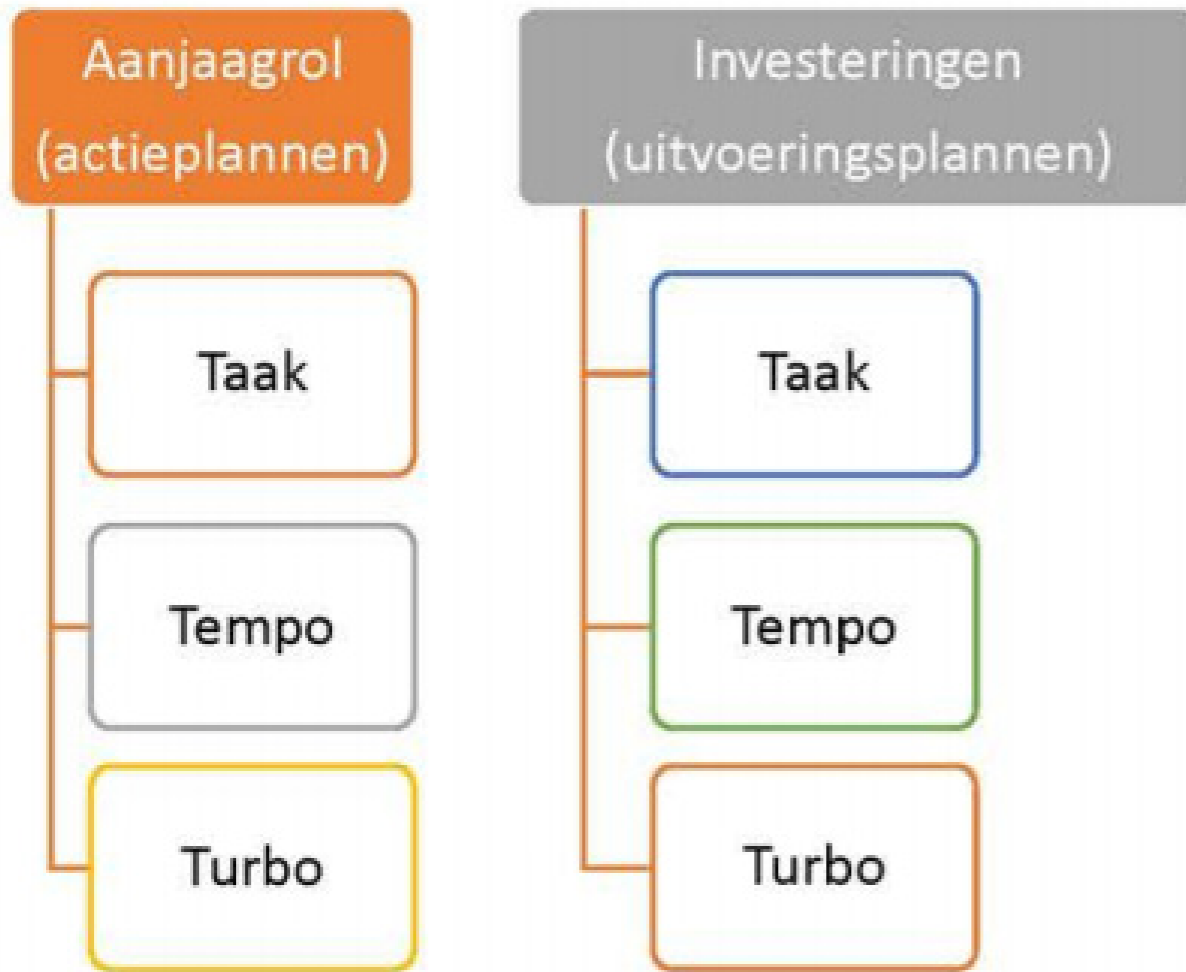 Aanjaagrol
(actieplannen)
Taak
Tempo
Turbo
Investeringen
(uitvoeringsplannen)
Taak
Tempo
Turbo